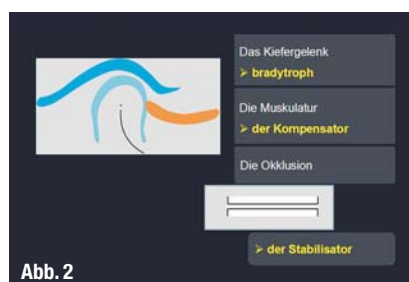 Das Kiefergelenk
➢ bradytroph
Die Muskulatur
➢ der Kompensator
Die Okklusion
➢ der Stabilisator
Abb. 2